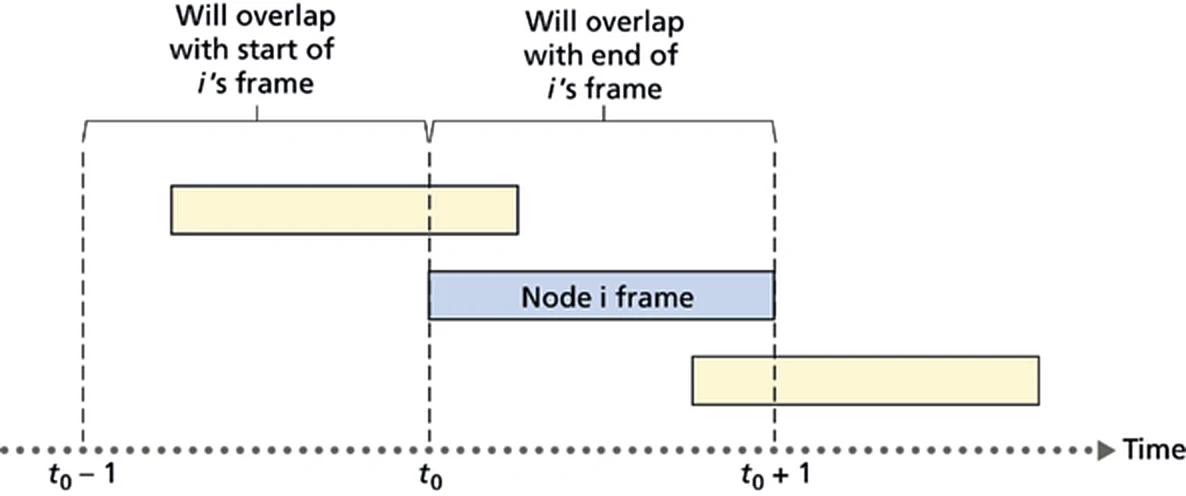 Will overlap
with start of
i's frame
Will overlap
with end of
i's frame
Node i frame
Time
t0 – 1
t0
t0 + 1